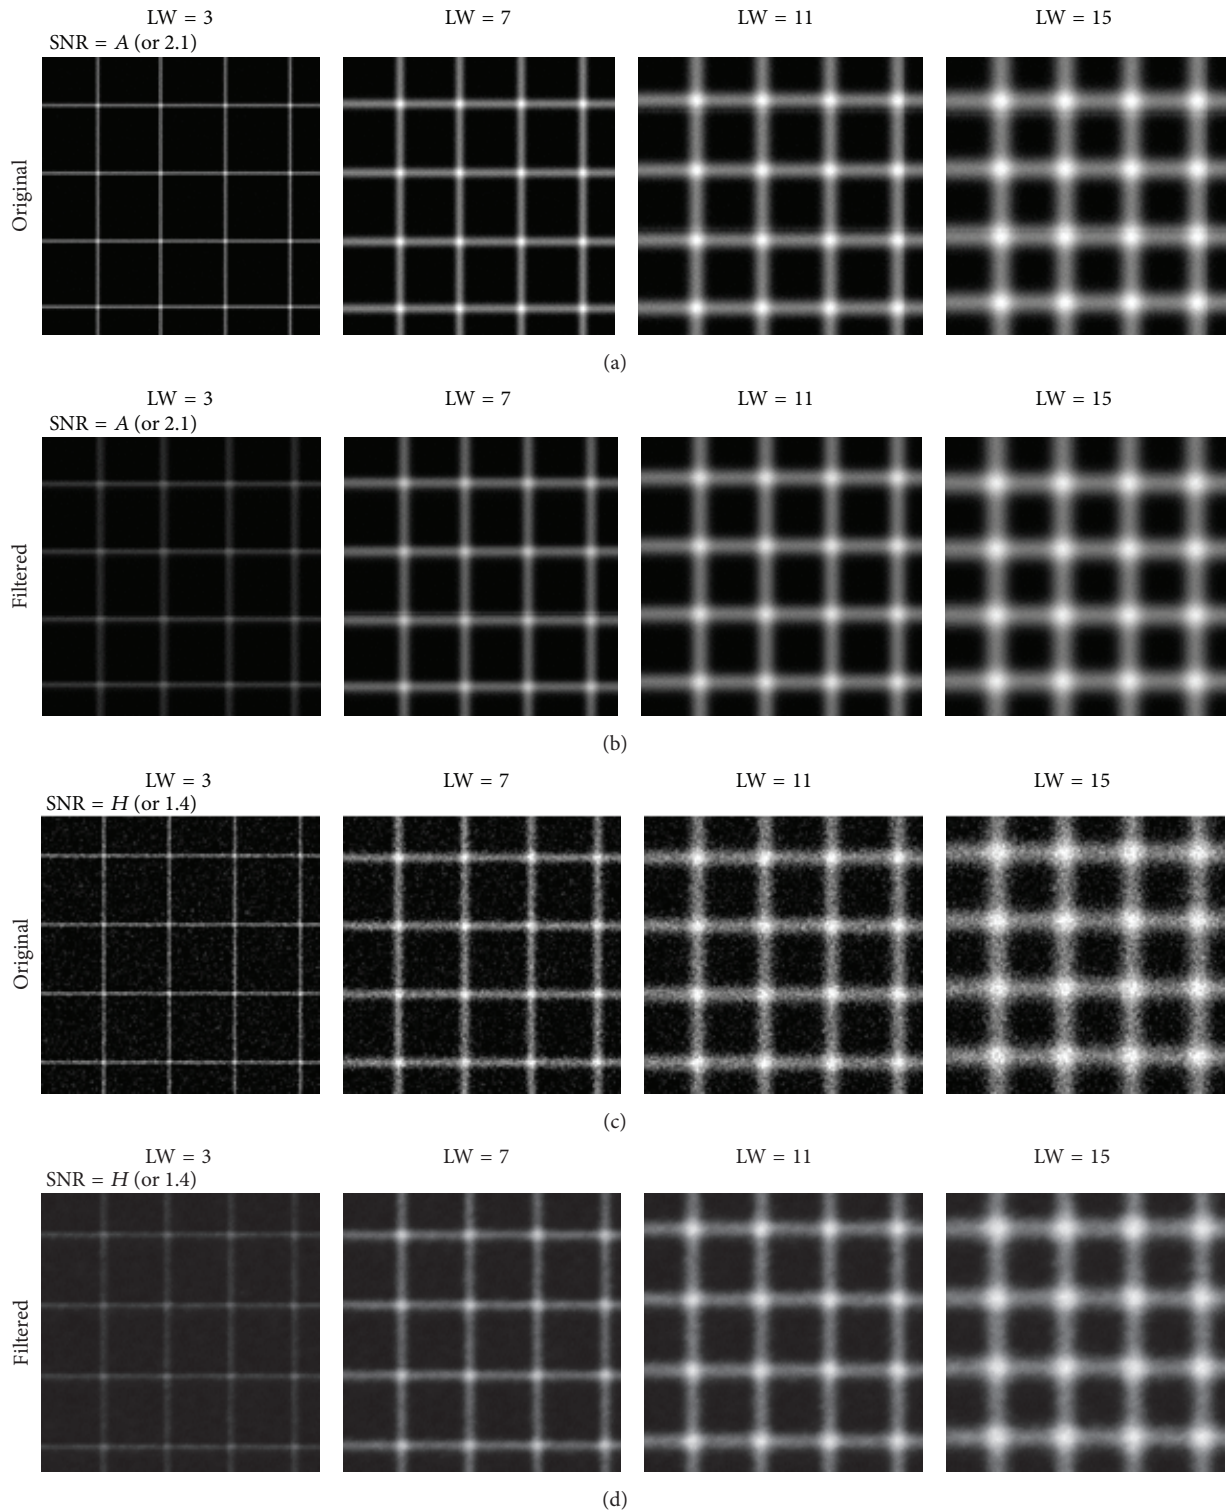 LW = 3 LW = 7 LW = 11 LW = 15
SNR = A (or 2.1)
Original
(a)
LW = 3 LW = 7 LW = 11 LW = 15
SNR = A (or 2.1)
Filtered
(b)
LW = 3 LW = 7 LW = 11 LW = 15
SNR = H (or 1.4)
Original
(c)
LW = 3 LW = 7 LW = 11 LW = 15
SNR = H (or 1.4)
Filtered
(d)